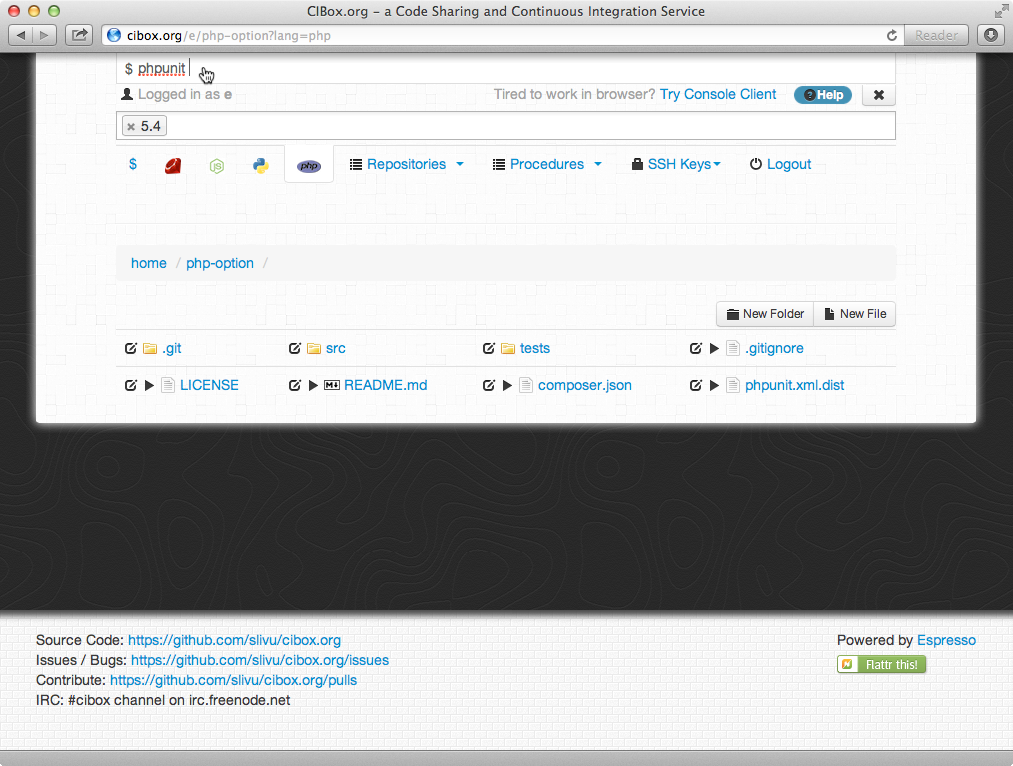 CIBox.org – a Code Sharing and Continuous Integration Service
cibox.org/e/php-option?lang=php
Reader
$ phpunit
Logged in as e
Tired to work in browser? Try Console Client
Help
5.4
$
php
Repositories
Procedures
SSH Keys
Logout
home / php-option /
New Folder
New File
.git
src
tests
.gitignore
LICENSE
README.md
composer.json
phpunit.xml.dist
Source Code: https://github.com/slivu/cibox.org
Issues / Bugs: https://github.com/slivu/cibox.org/issues
Contribute: https://github.com/slivu/cibox.org/pulls
IRC: #cibox channel on irc.freenode.net
Powered by Espresso
Flattr this!